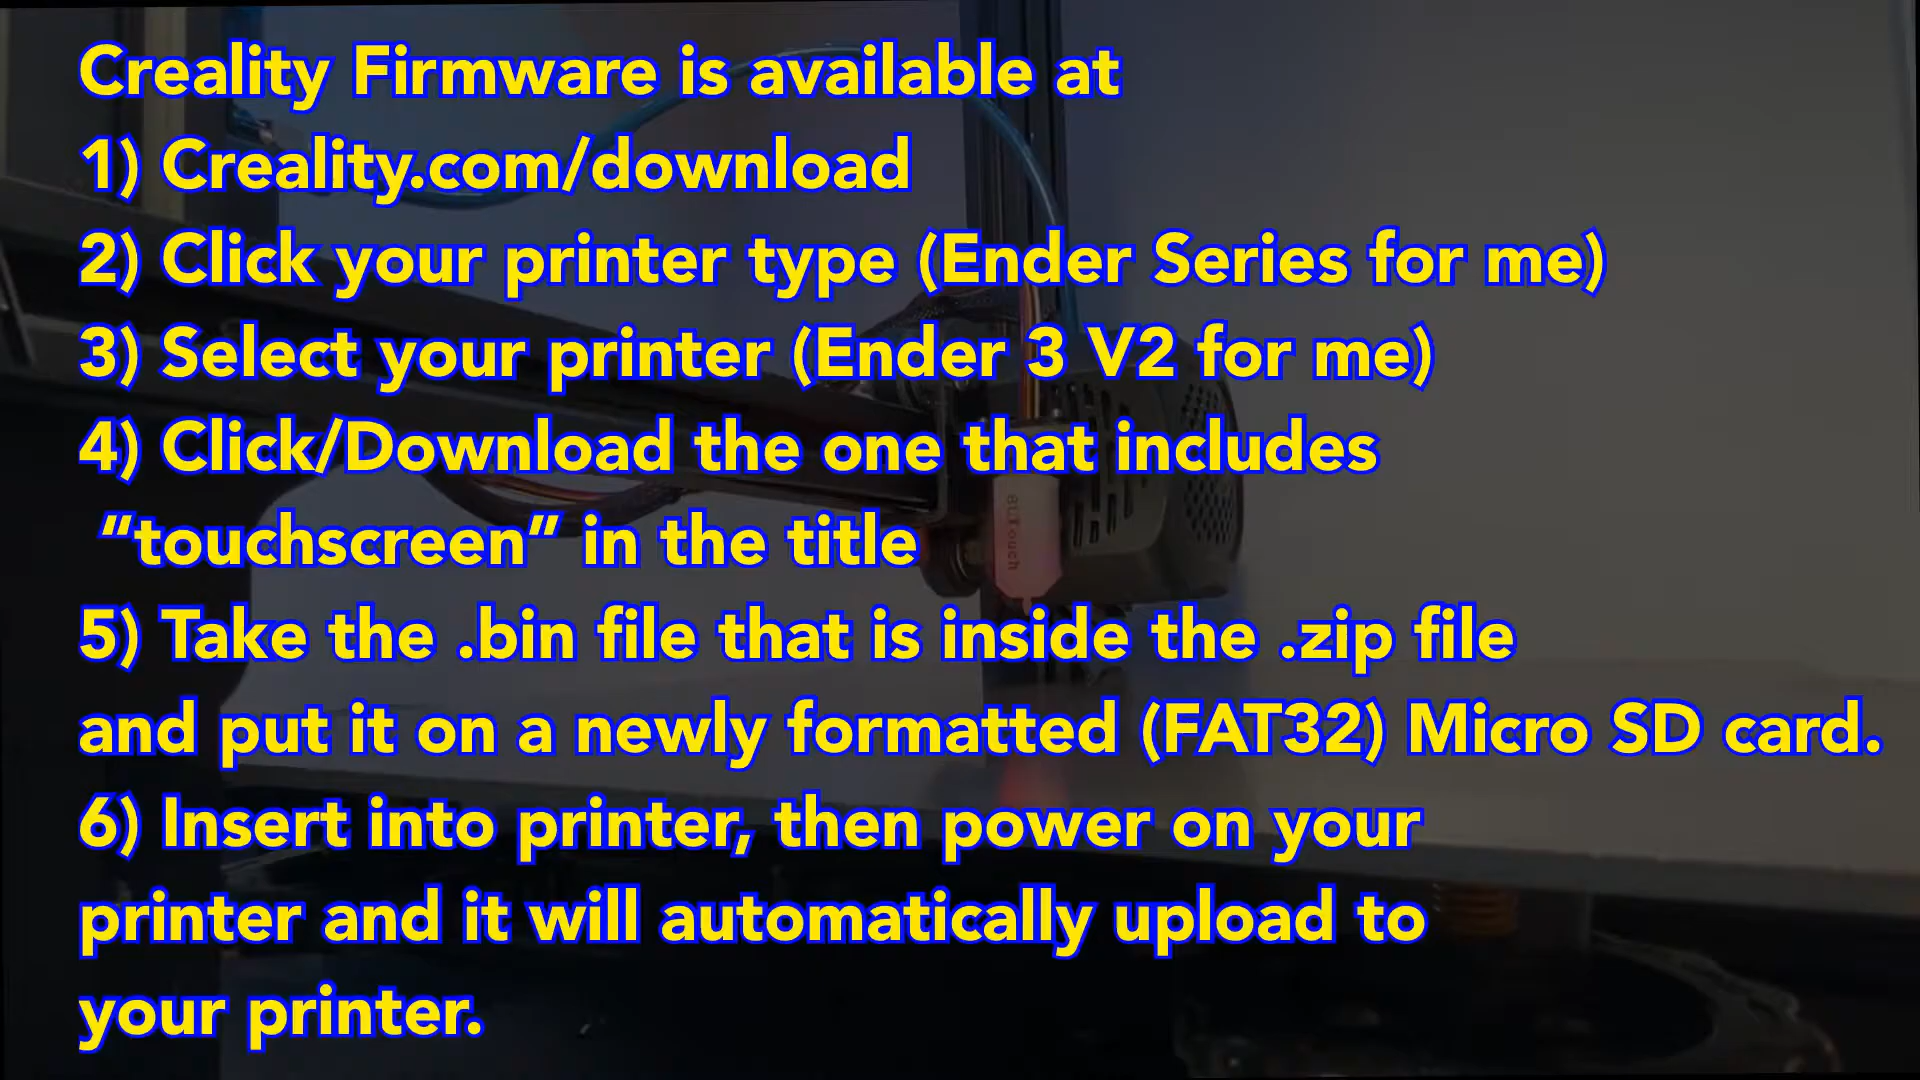 Creality Firmware is available at
1) Creality.com/download
2) Click your printer type (Ender Series for me)
3) Select your printer (Ender 3 V2 for me)
4) Click/Download the one that includes
“touchscreen” in the title
5) Take the .bin file that is inside the .zip file
and put it on a newly formatted (FAT32) Micro SD card.
6) Insert into printer, then power on your
printer and it will automatically upload to
your printer.
BLTouch